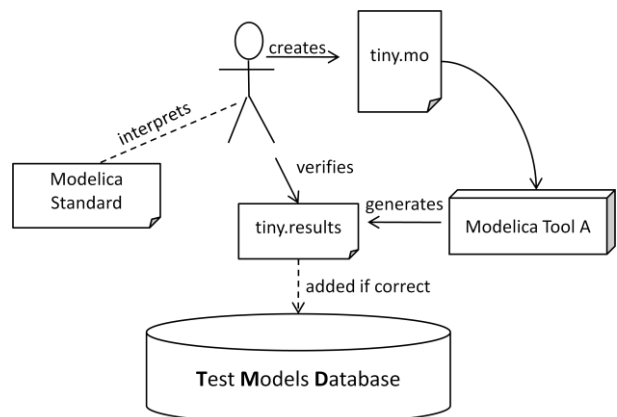 creates
tiny.mo
interprets
Modelica
Standard
verifies
tiny.results
generates
Modelica Tool A
added if correct
Test Models Database